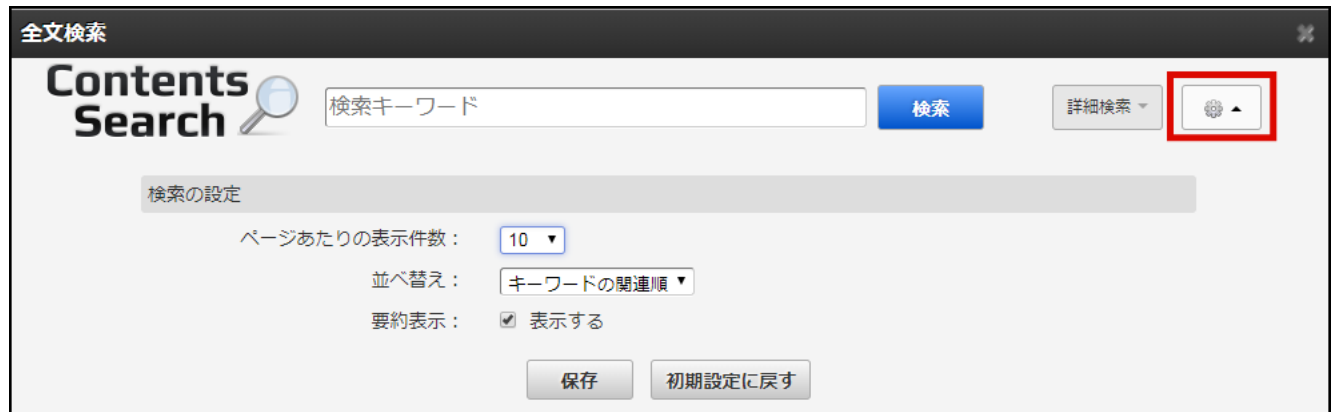 全文検索
Contents
Search
検索キーワード
検索
詳細検索
検索の設定
ページあたりの表示件数：
10
並べ替え：
キーワードの関連順
要約表示：
表示する
保存
初期設定に戻す